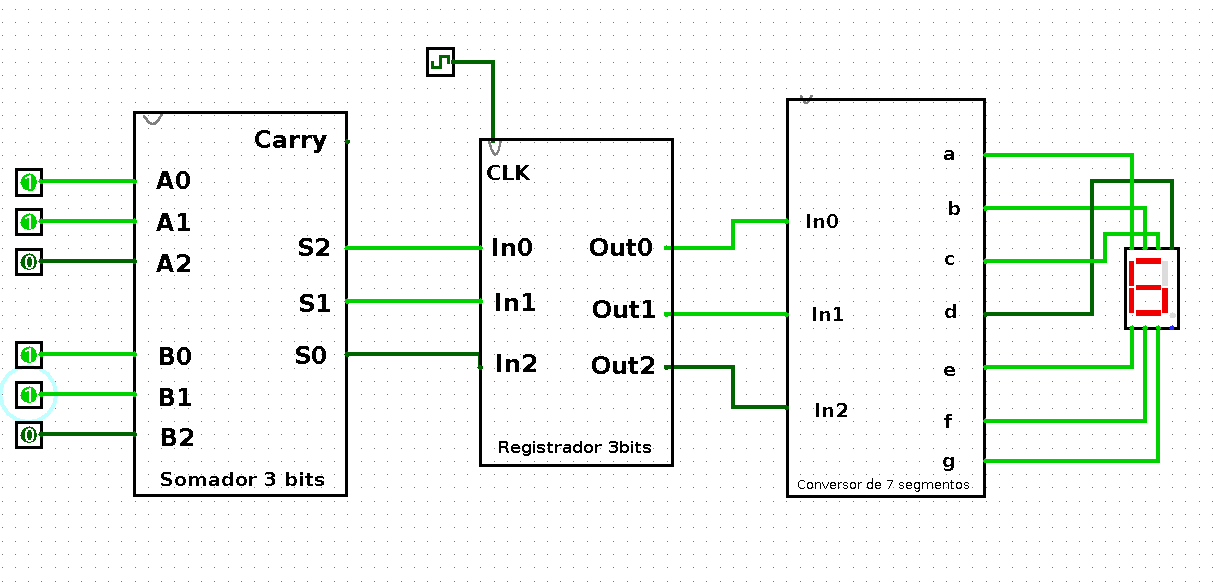 1
1
0
1
1
0
Carry
A0
A1
A2
S2
S1
S0
B0
B1
B2
Somador 3 bits
CLK
In0
In1
In2
Out0
Out1
Out2
Registrador 3bits
In0
In1
In2
a
b
c
d
e
f
g
Conversor de 7 segmentos
6